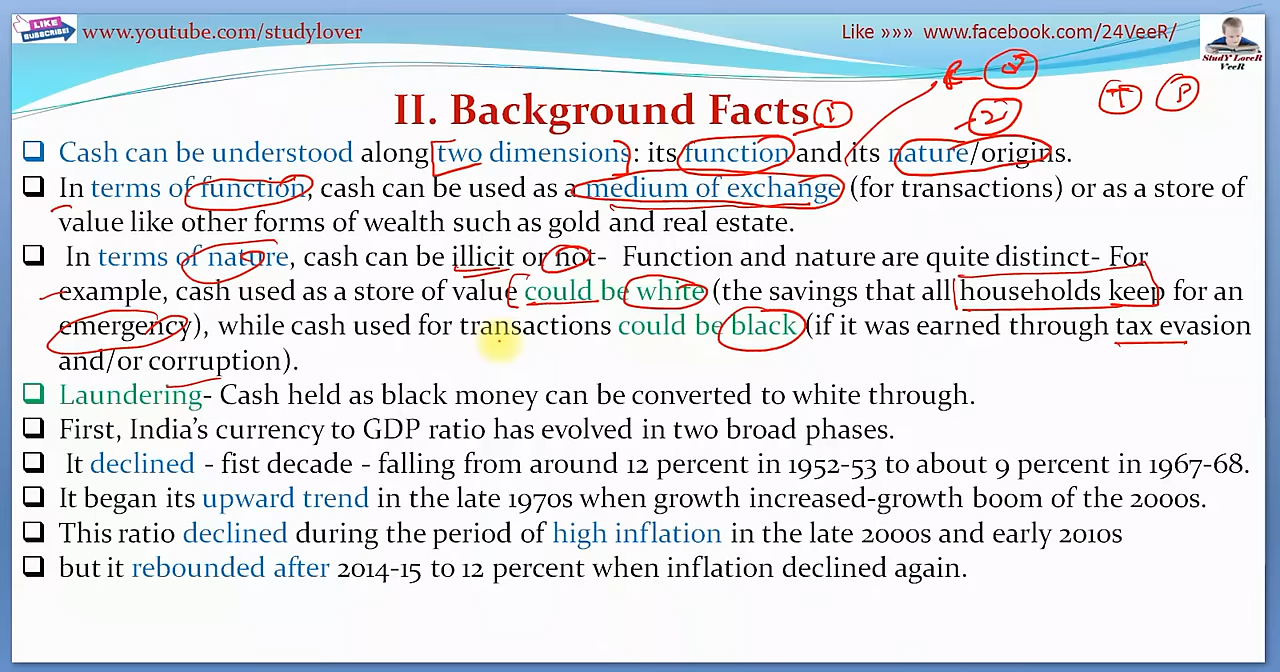 LIKE
SUBSCRIBE!
www.youtube.com/studylover
Like »»» www.facebook.com/24VeeR/
StudY LoveR
VeeR
II. Background Facts
1
2
T
P
Cash can be understood along two dimensions: its function and its nature/origins.
In terms of function, cash can be used as a medium of exchange (for transactions) or as a store of
value like other forms of wealth such as gold and real estate.
In terms of nature, cash can be illicit or not- Function and nature are quite distinct- For
example, cash used as a store of value could be white (the savings that all households keep for an
emergency), while cash used for transactions could be black (if it was earned through tax evasion
and/or corruption).
Laundering- Cash held as black money can be converted to white through.
First, India's currency to GDP ratio has evolved in two broad phases.
It declined - fist decade - falling from around 12 percent in 1952-53 to about 9 percent in 1967-68.
It began its upward trend in the late 1970s when growth increased-growth boom of the 2000s.
This ratio declined during the period of high inflation in the late 2000s and early 2010s
but it rebounded after 2014-15 to 12 percent when inflation declined again.